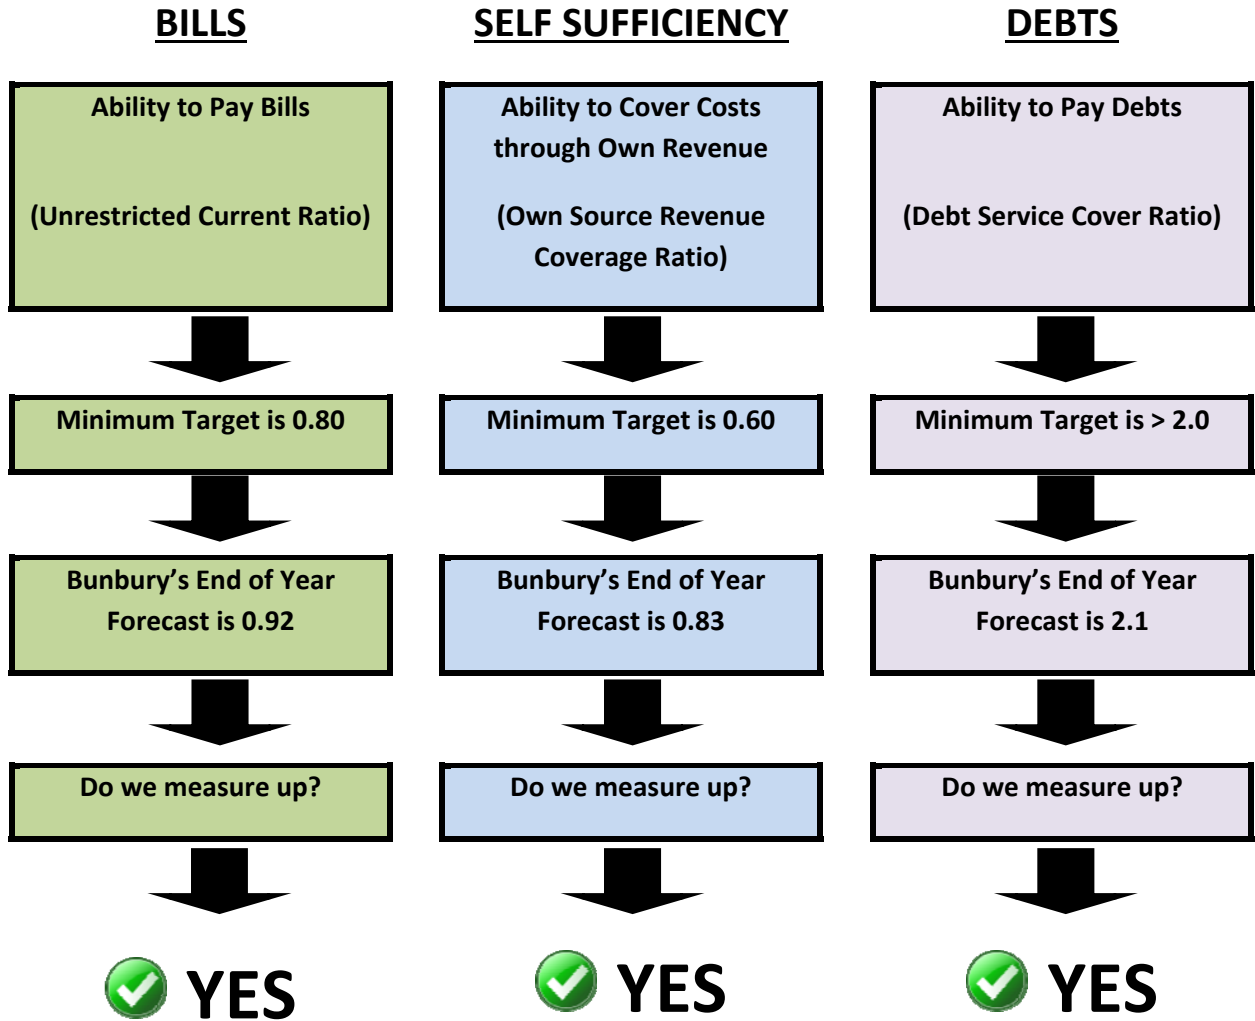 BILLS
Ability to Pay Bills
(Unrestricted Current Ratio)
Minimum Target is 0.80
Bunbury’s End of Year
Forecast is 0.92
Do we measure up?
YES
SELF SUFFICIENCY
Ability to Cover Costs
through Own Revenue
(Own Source Revenue
Coverage Ratio)
Minimum Target is 0.60
Bunbury’s End of Year
Forecast is 0.83
Do we measure up?
YES
DEBTS
Ability to Pay Debts
(Debt Service Cover Ratio)
Minimum Target is > 2.0
Bunbury’s End of Year
Forecast is 2.1
Do we measure up?
YES